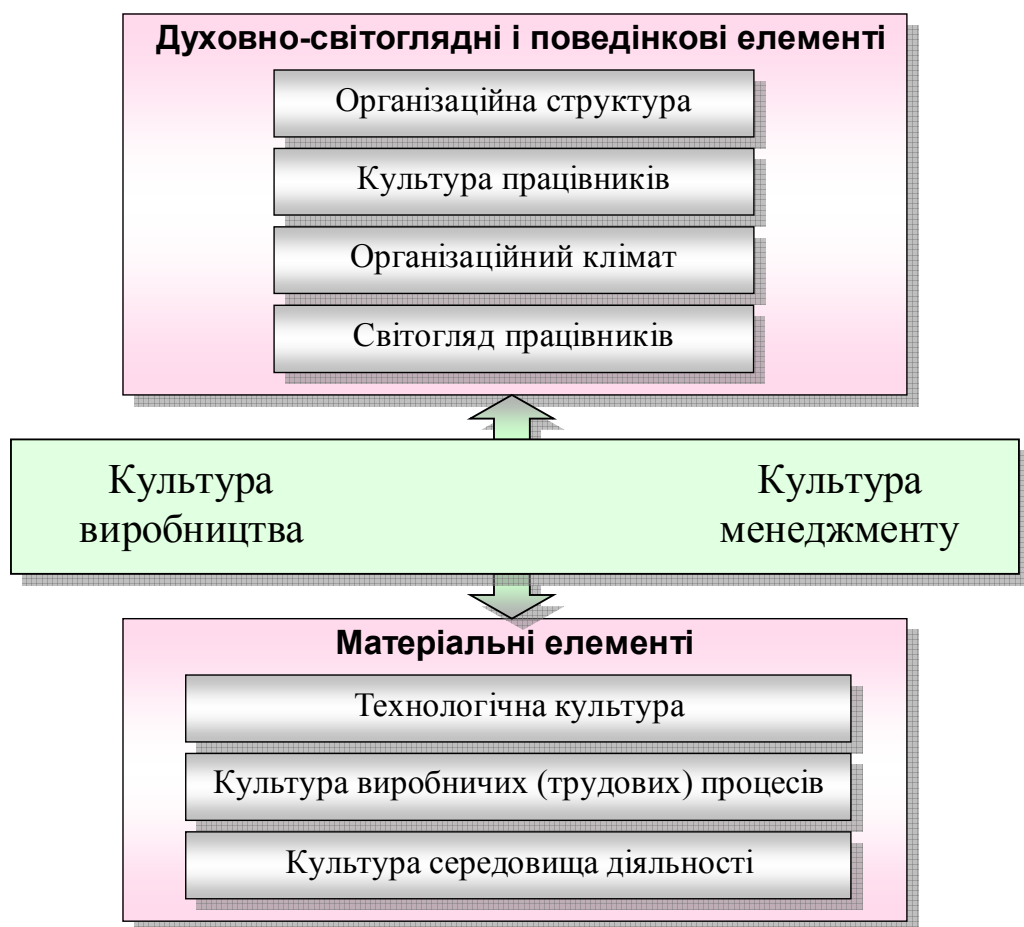 Духовно-світоглядні і поведінкові елементі
Організаційна структура
Культура працівників
Організаційний клімат
Світогляд працівників
Культура
виробництва
Культура
менеджменту
Матеріальні елементі
Технологічна культура
Культура виробничих (трудових) процесів
Культура середовища діяльності